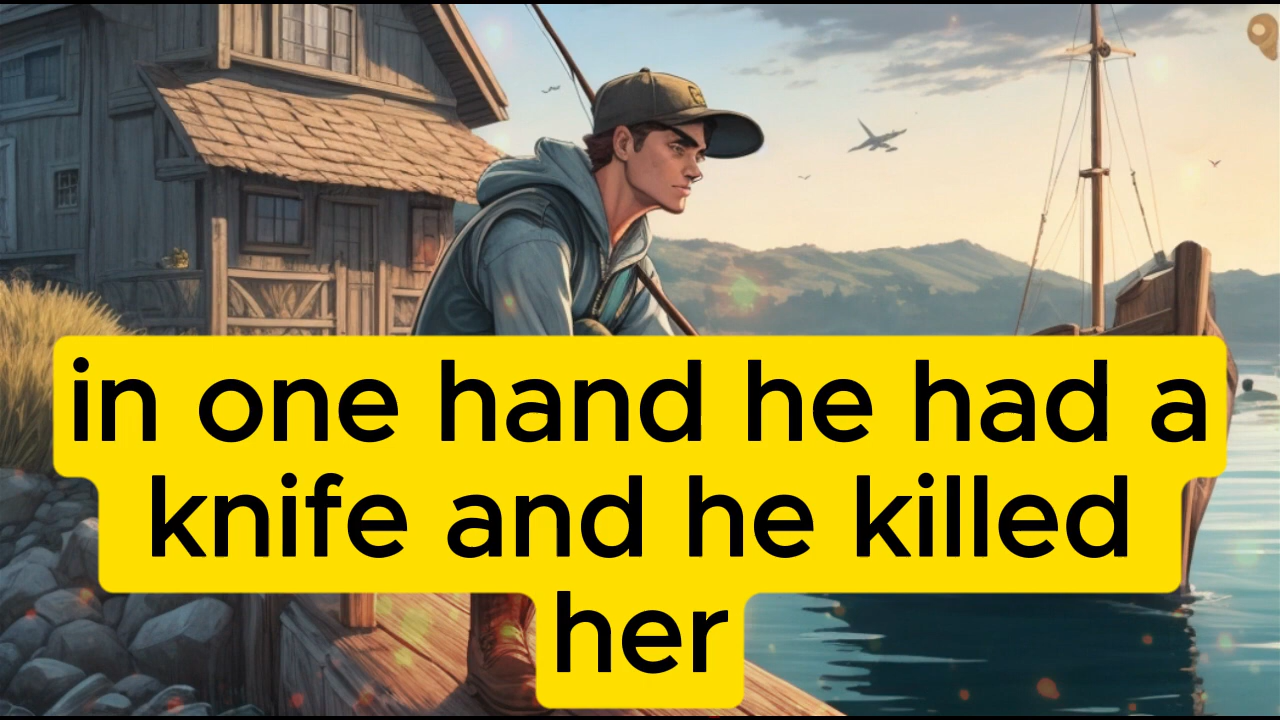 in one hand he had a
knife and he killed
her